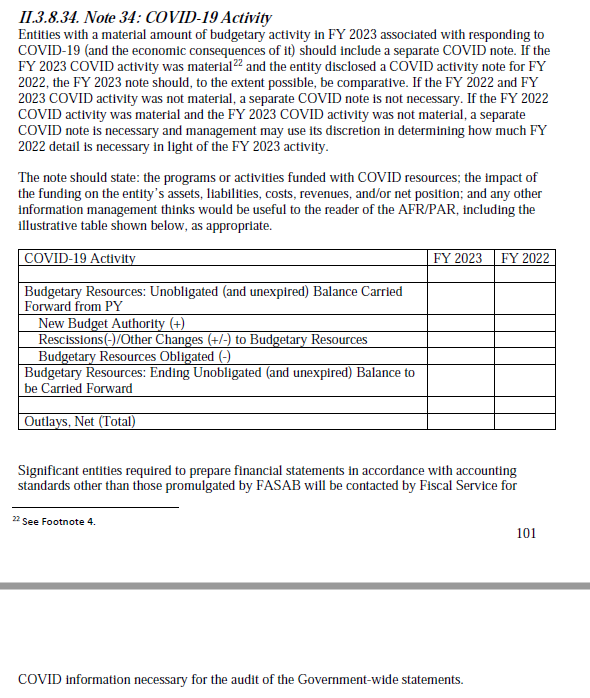 II.3.8.34. Note 34: COVID-19 Activity
Entities with a material amount of budgetary activity in FY 2023 associated with responding to
COVID-19 (and the economic consequences of it) should include a separate COVID note. If the
FY 2023 COVID activity was material22 and the entity disclosed a COVID activity note for FY
2022, the FY 2023 note should, to the extent possible, be comparative. If the FY 2022 and FY
2023 COVID activity was not material, a separate COVID note is not necessary. If the FY 2022
COVID activity was material and the FY 2023 COVID activity was not material, a separate
COVID note is necessary and management may use its discretion in determining how much FY
2022 detail is necessary in light of the FY 2023 activity.
The note should state: the programs or activities funded with COVID resources; the impact of
the funding on the entity's assets, liabilities, costs, revenues, and/or net position; and any other
information management thinks would be useful to the reader of the AFR/PAR, including the
illustrative table shown below, as appropriate.
COVID-19 Activity FY 2023 FY 2022
Budgetary Resources: Unobligated (and unexpired) Balance Carried
Forward from PY
New Budget Authority (+)
Rescissions(-)/Other Changes (+/-) to Budgetary Resources
Budgetary Resources Obligated (-)
Budgetary Resources: Ending Unobligated (and unexpired) Balance to
be Carried Forward
Outlays, Net (Total)
Significant entities required to prepare financial statements in accordance with accounting
standards other than those promulgated by FASAB will be contacted by Fiscal Service for
22 See Footnote 4.
101
COVID information necessary for the audit of the Government-wide statements.